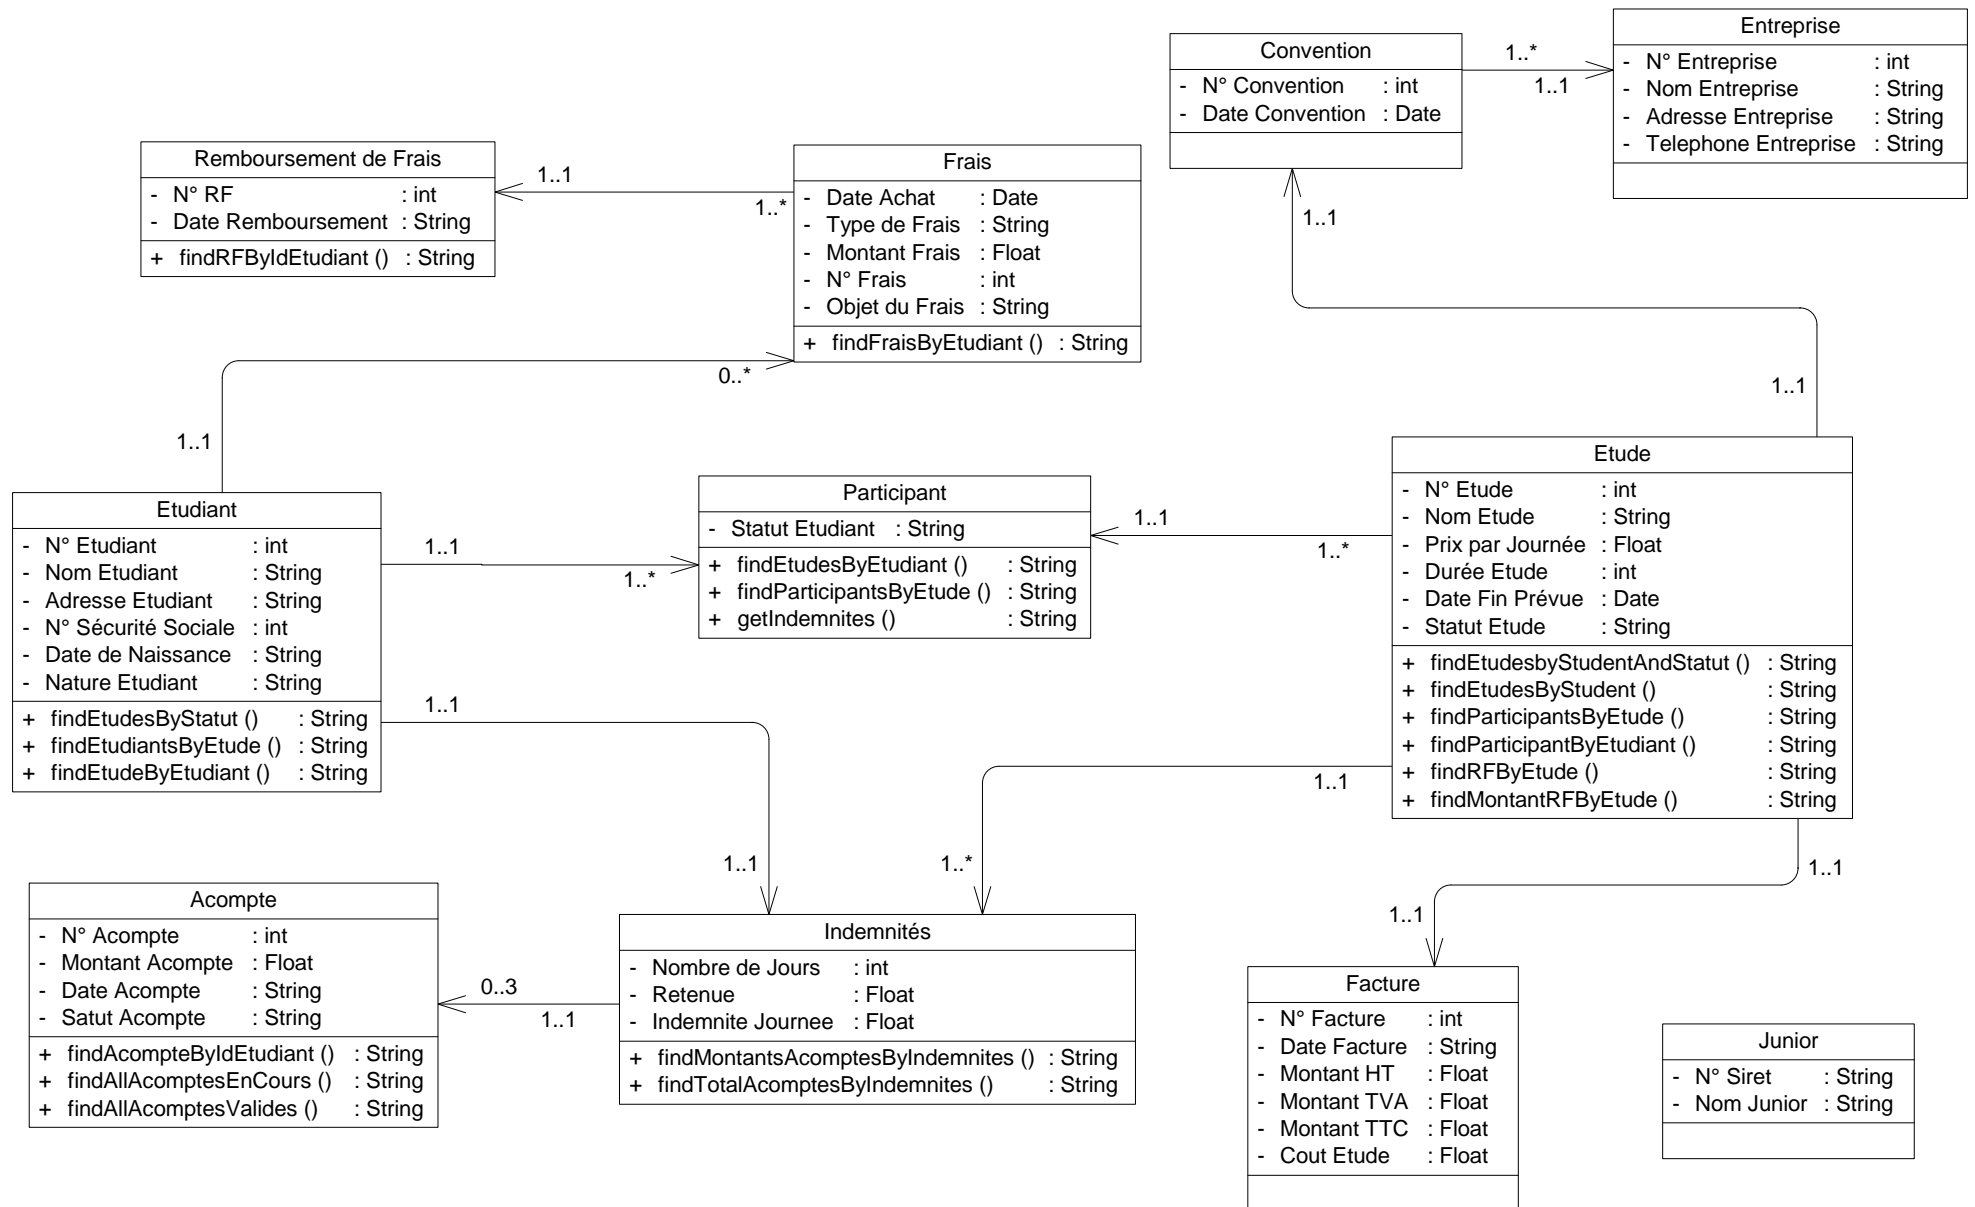 Entreprise
- N° Entreprise : int
- Nom Entreprise : String
- Adresse Entreprise : String
- Telephone Entreprise : String
Convention
- N° Convention : int
- Date Convention : Date
1..*
1..1
Remboursement de Frais
- N° RF : int
- Date Remboursement : String
+ findRFByIdEtudiant () : String
1..1
1..*
Frais
- Date Achat : Date
- Type de Frais : String
- Montant Frais : Float
- N° Frais : int
- Objet du Frais : String
+ findFraisByEtudiant () : String
1..1
1..1
0..*
1..1
Etudiant
- N° Etudiant : int
- Nom Etudiant : String
- Adresse Etudiant : String
- N° Sécurité Sociale : int
- Date de Naissance : String
- Nature Etudiant : String
+ findEtudesByStatut () : String
+ findEtudiantsByEtude () : String
+ findEtudeByEtudiant () : String
1..1
1..*
Participant
- Statut Etudiant : String
+ findEtudesByEtudiant () : String
+ findParticipantsByEtude () : String
+ getIndemnites () : String
1..1
1..*
Etude
- N° Etude : int
- Nom Etude : String
- Prix par Journée : Float
- Durée Etude : int
- Date Fin Prévue : Date
- Statut Etude : String
+ findEtudesbyStudentAndStatut () : String
+ findEtudesByStudent () : String
+ findParticipantsByEtude () : String
+ findParticipantByEtudiant () : String
+ findRFByEtude () : String
+ findMontantRFByEtude () : String
1..1
1..1
1..1
1..*
1..1
1..1
Acompte
- N° Acompte : int
- Montant Acompte : Float
- Date Acompte : String
- Satut Acompte : String
+ findAcompteByIdEtudiant () : String
+ findAllAcomptesEnCours () : String
+ findAllAcomptesValides () : String
0..3
1..1
Indemnités
- Nombre de Jours : int
- Retenue : Float
- Indemnite Journee : Float
+ findMontantsAcomptesByIndemnites () : String
+ findTotalAcomptesByIndemnites () : String
Facture
- N° Facture : int
- Date Facture : String
- Montant HT : Float
- Montant TVA : Float
- Montant TTC : Float
- Cout Etude : Float
Junior
- N° Siret : String
- Nom Junior : String